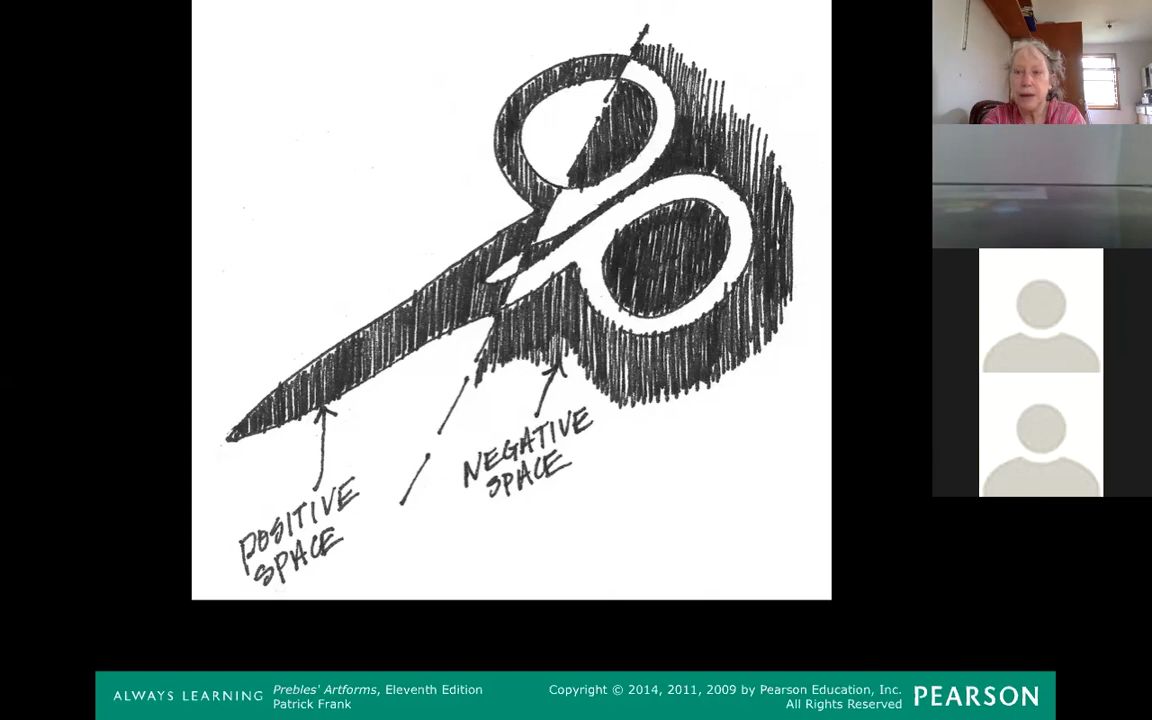 POSITIVE
SPACE
NEGATIVE
SPACE
ALWAYS LEARNING
Prebles' Artforms, Eleventh Edition
Patrick Frank
Copyright © 2014, 2011, 2009 by Pearson Education, Inc.
All Rights Reserved
PEARSON